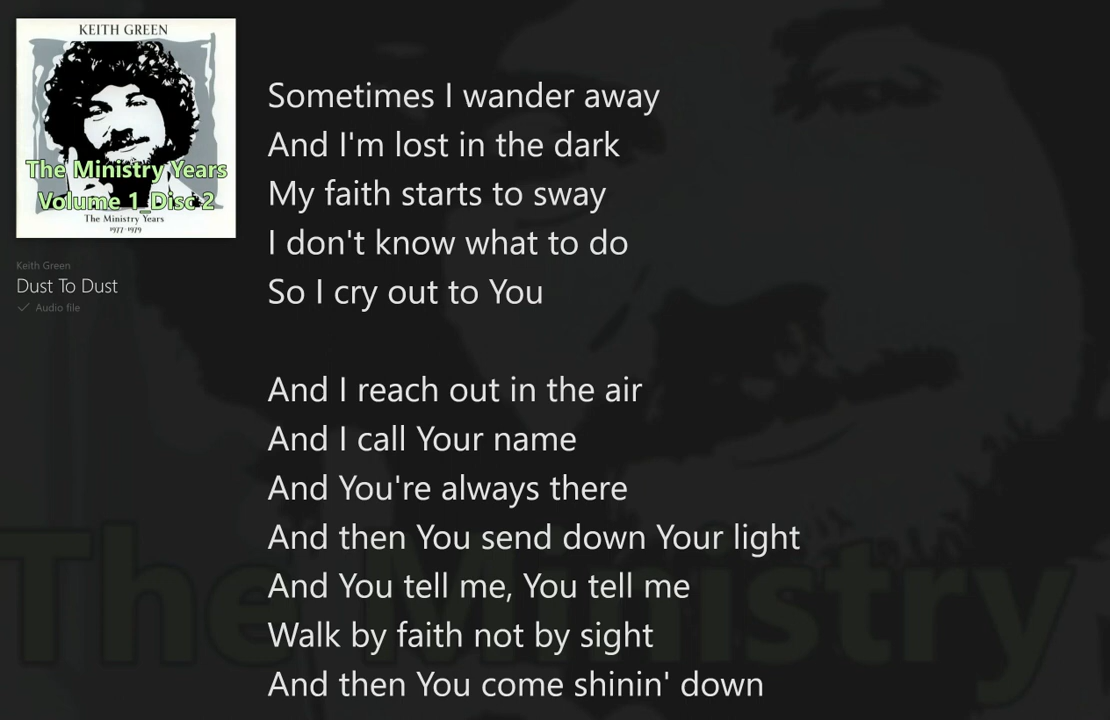 KEITH GREEN
The Ministry Years
Volume 1_Disc 2
The Ministry Years
1977-1979
Keith Green
Dust To Dust
Audio file
Sometimes I wander away
And I'm lost in the dark
My faith starts to sway
I don't know what to do
So I cry out to You
And I reach out in the air
And I call Your name
And You're always there
And then You send down Your light
And You tell me, You tell me
Walk by faith not by sight
And then You come shinin' down
The Ministry